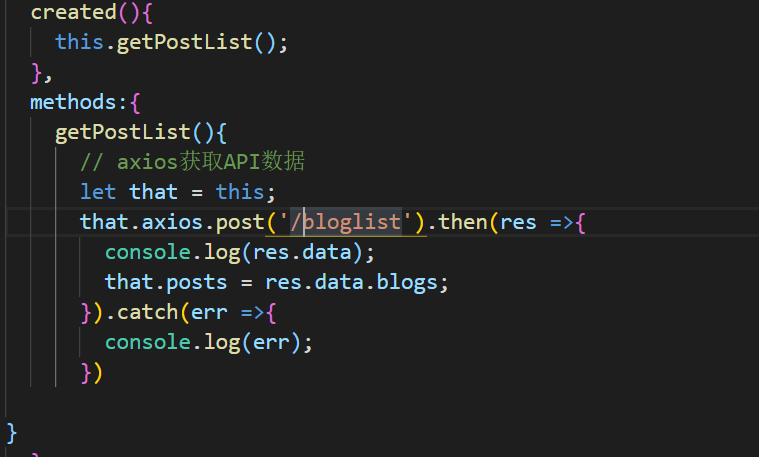 created(){
this.getPostList();
},
methods:{
getPostList(){
// axios获取API数据
let that = this;
that.axios.post('/bloglist').then(res =>{
console.log(res.data);
that.posts = res.data.blogs;
}).catch(err =>{
console.log(err);
})
}
}